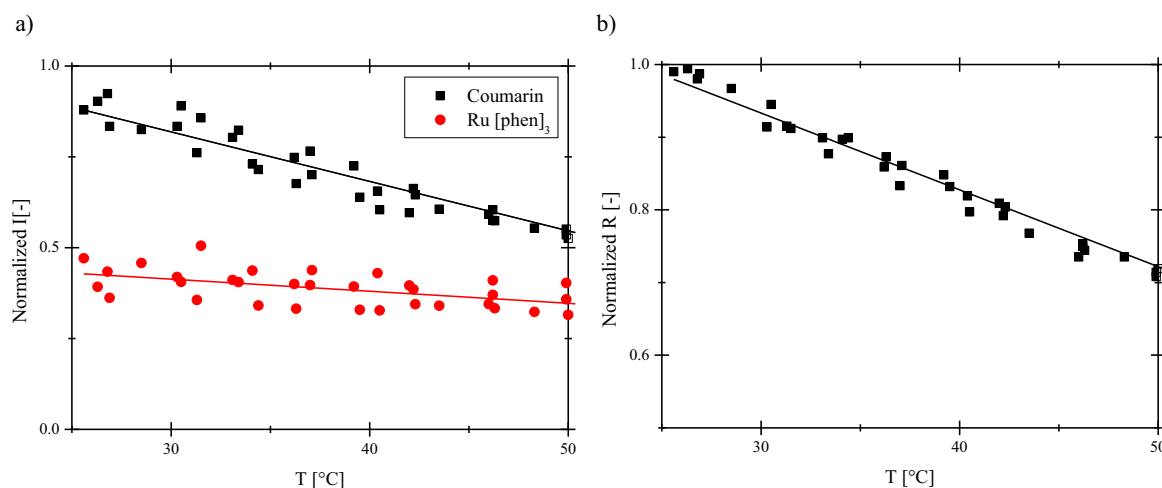 a)
1.0
0.5
0.0
Normalized I[-]
Coumarin
Ru [phen]3
30
40
50
T [°C]
b)
1.0
0.8
0.6
Normalized R [-]
30
40
50
T [°C]